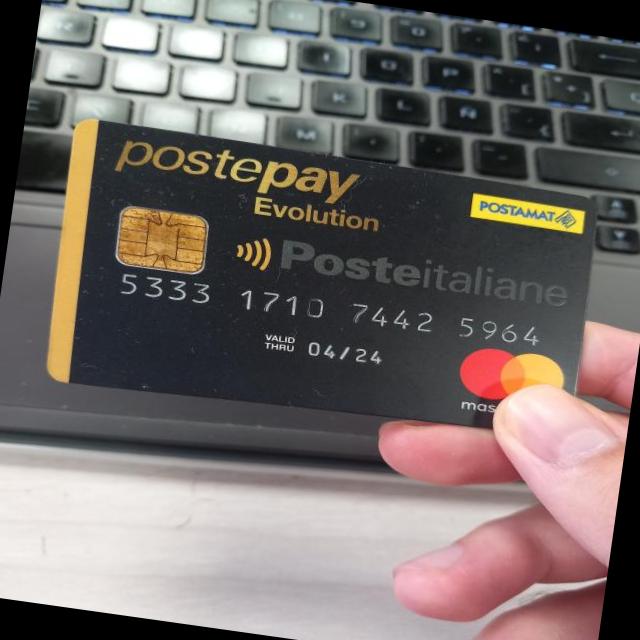 postepay
Evolution
POSTAMAT
Posteitaliane
5333 1710 7442 5964
VALID
THRU 04/24